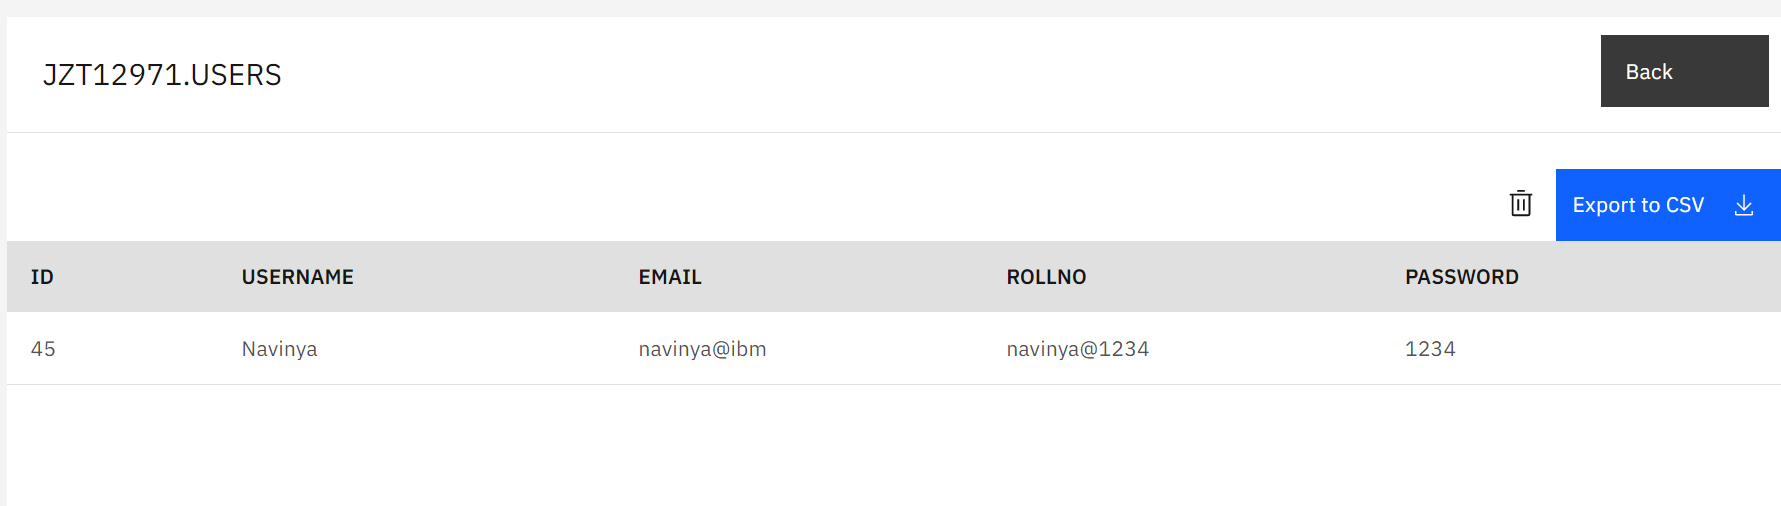 JZT12971.USERS
Back
Export to CSV
ID USERNAME EMAIL ROLLNO PASSWORD
45 Navinya navinya@ibm navinya@1234 1234